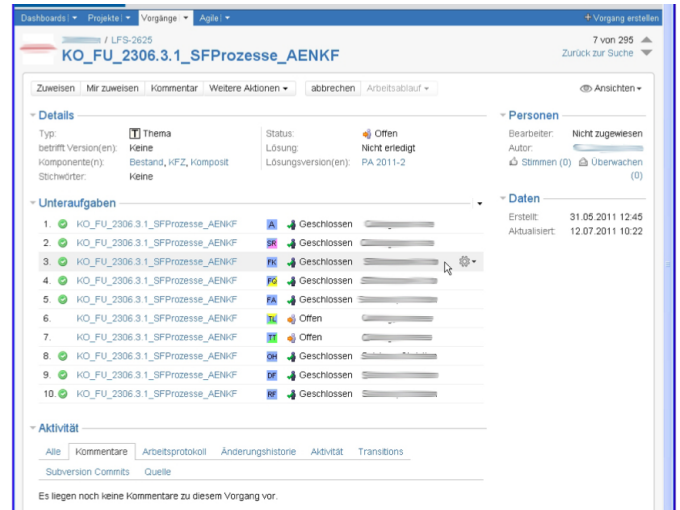 Dashboards Projekte Vorgänge Agile + Vorgang erstellen
/ LFS-2625 7 von 295
KO_FU_2306.3.1_SFProzesse_AENKF Zurück zur Suche
Zuweisen Mir zuweisen Kommentar Weitere Aktionen abbrechen Arbeitsablauf Ansichten
Details Personen
Typ: T Thema Status: Offen Bearbeiter: Nicht zugewiesen
betrifft Version(en): Keine Lösung: Nicht erledigt Autor:
Komponente(n): Bestand, KFZ, Komposit Lösungsversion(en): PA 2011-2 Stimmen (0) Überwachen
Stichwörter: Keine (0)
Unteraufgaben Daten
Erstellt: 31.05.2011 12:45
1. KO_FU_2306.3.1_SFProzesse_AENKF A Geschlossen
Aktualisiert: 12.07.2011 10:22
2. KO_FU_2306.3.1_SFProzesse_AENKF SR Geschlossen
3. KO_FU_2306.3.1_SFProzesse_AENKF FK Geschlossen
4. KO_FU_2306.3.1_SFProzesse_AENKF FO Geschlossen
5. KO_FU_2306.3.1_SFProzesse_AENKF FA Geschlossen
6. KO_FU_2306.3.1_SFProzesse_AENKF TL Offen
7. KO_FU_2306.3.1_SFProzesse_AENKF TT Offen
8. KO_FU_2306.3.1_SFProzesse_AENKF OH Geschlossen
9. KO_FU_2306.3.1_SFProzesse_AENKF DF Geschlossen
10. KO_FU_2306.3.1_SFProzesse_AENKF RF Geschlossen
Aktivität
Alle Kommentare Arbeitsprotokoll Änderungshistorie Aktivität Transitions
Subversion Commits Quelle
Es liegen noch keine Kommentare zu diesem Vorgang vor.